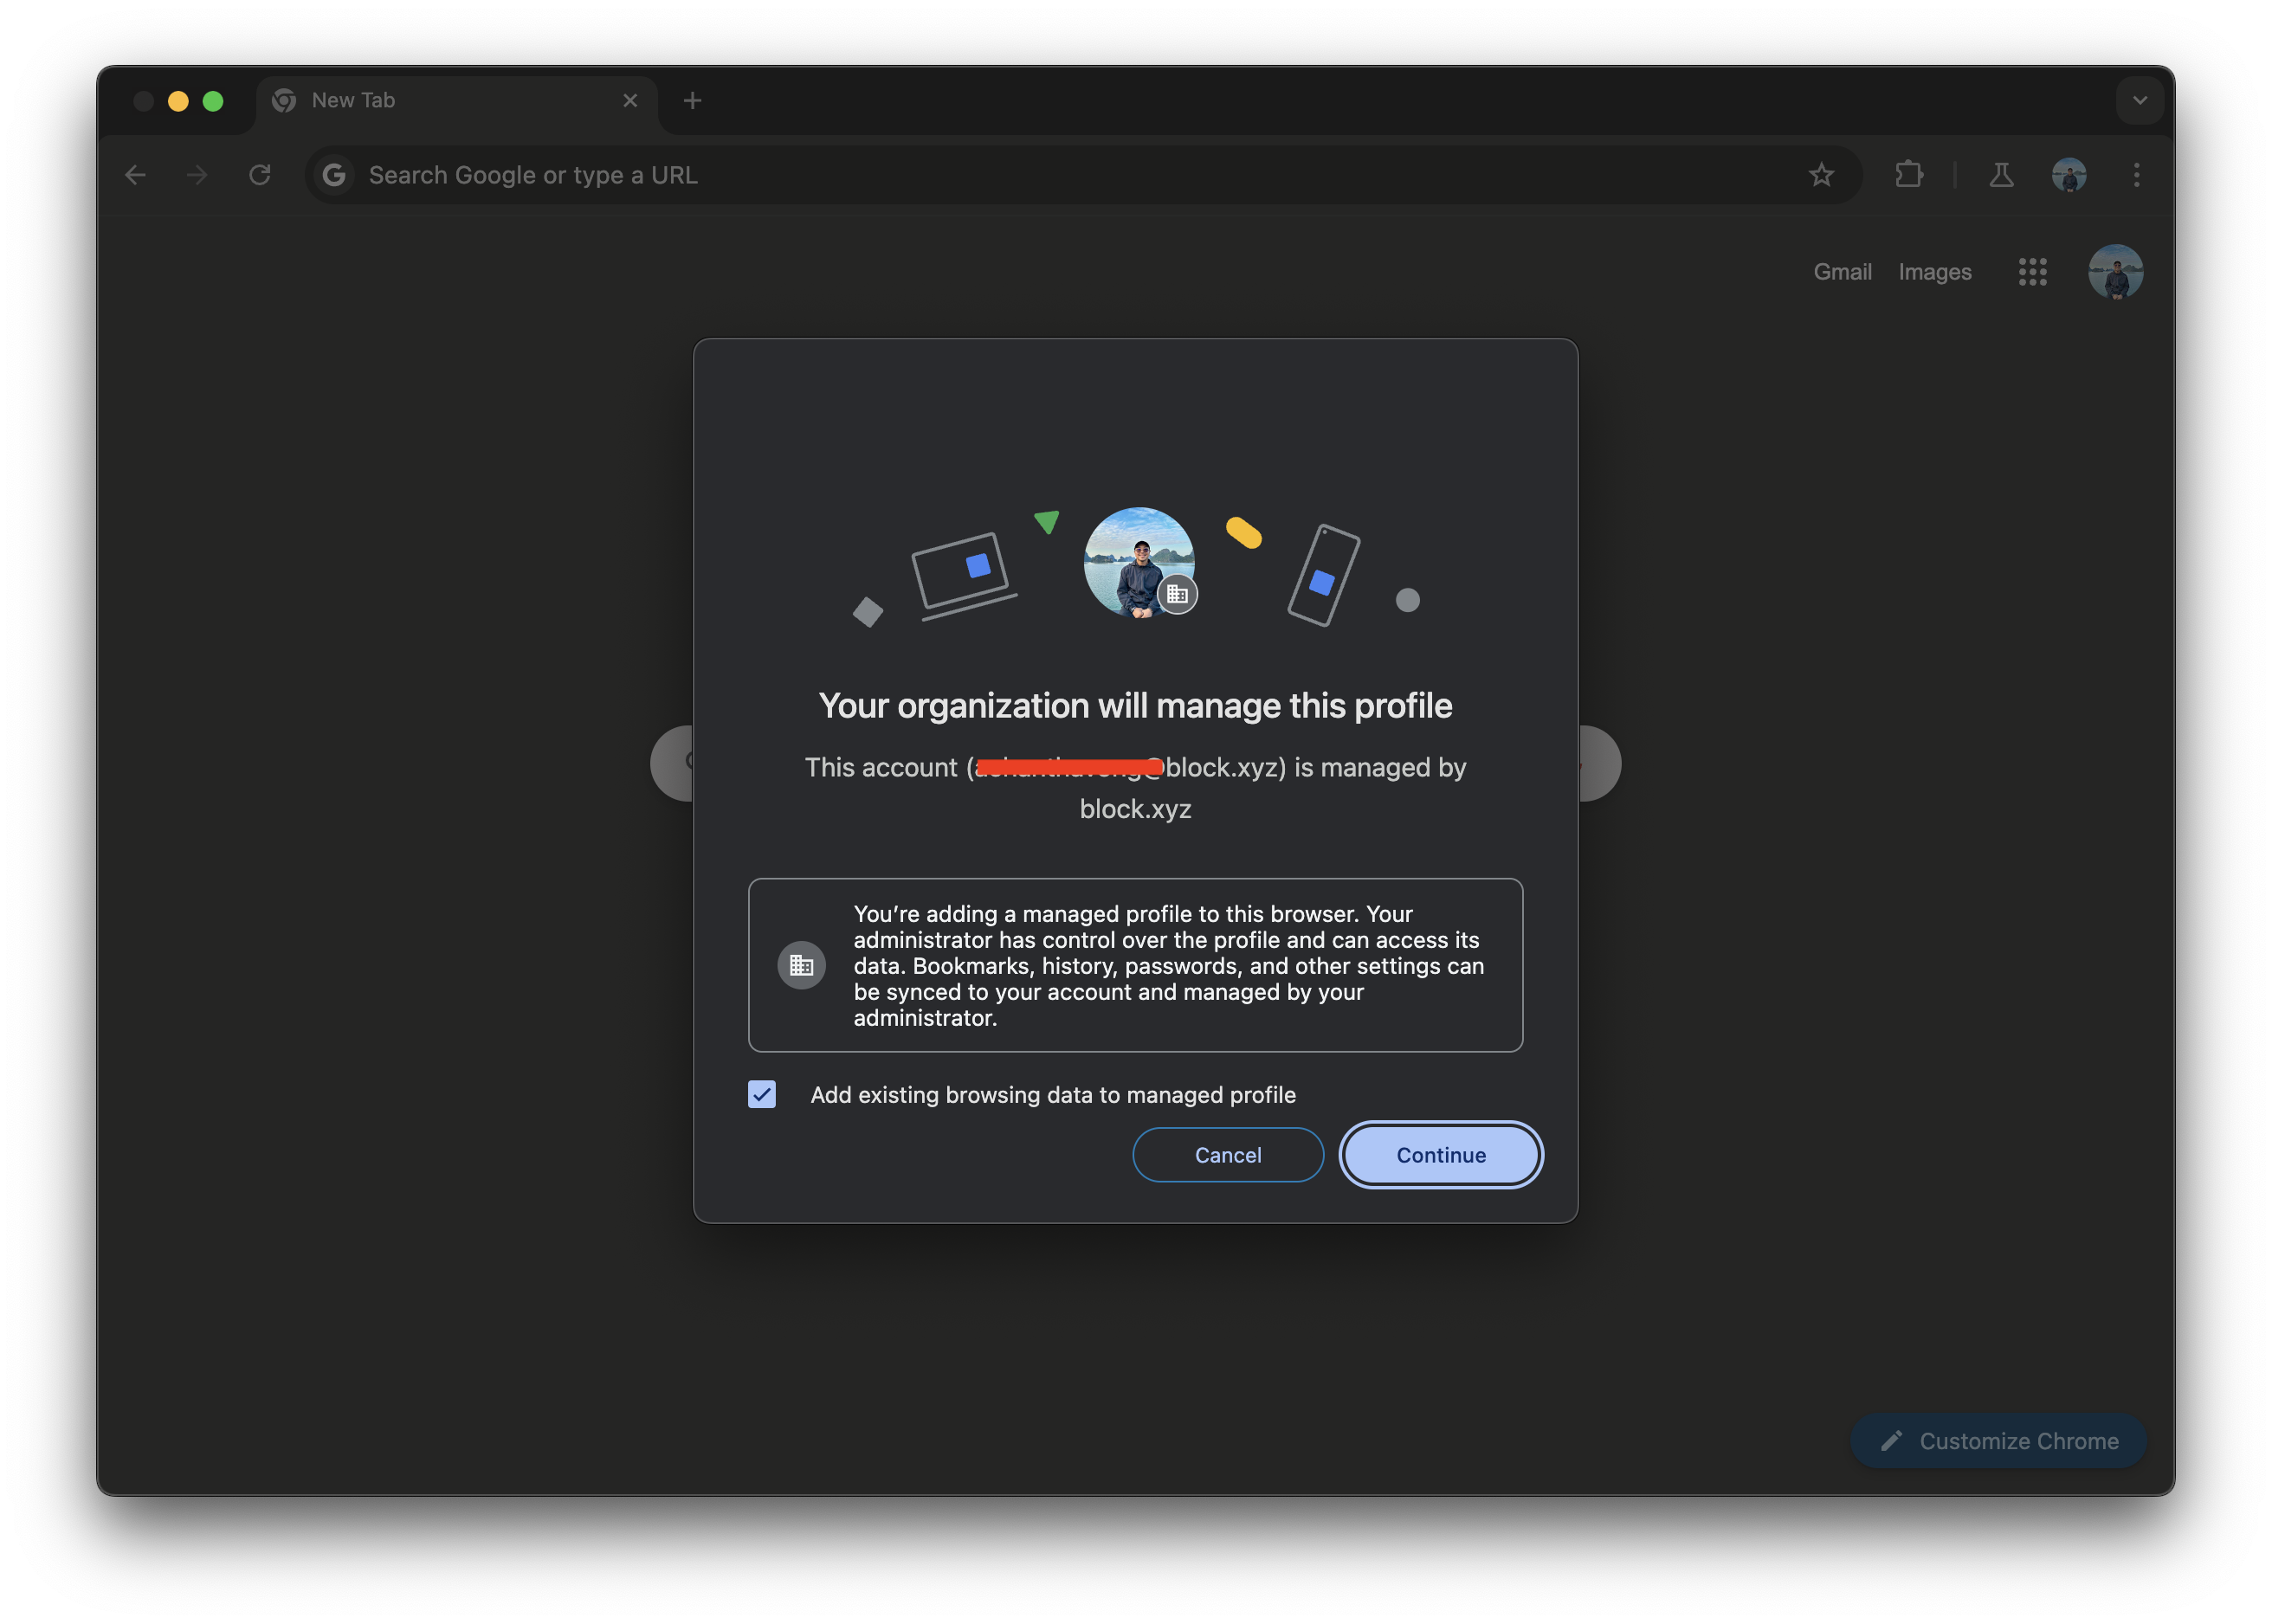 New Tab
Search Google or type a URL
Gmail Images
Your organization will manage this profile
This account (@block.xyz) is managed by
block.xyz
You’re adding a managed profile to this browser. Your
administrator has control over the profile and can access its
data. Bookmarks, history, passwords, and other settings can
be synced to your account and managed by your
administrator.
Add existing browsing data to managed profile
Cancel
Continue
Customize Chrome